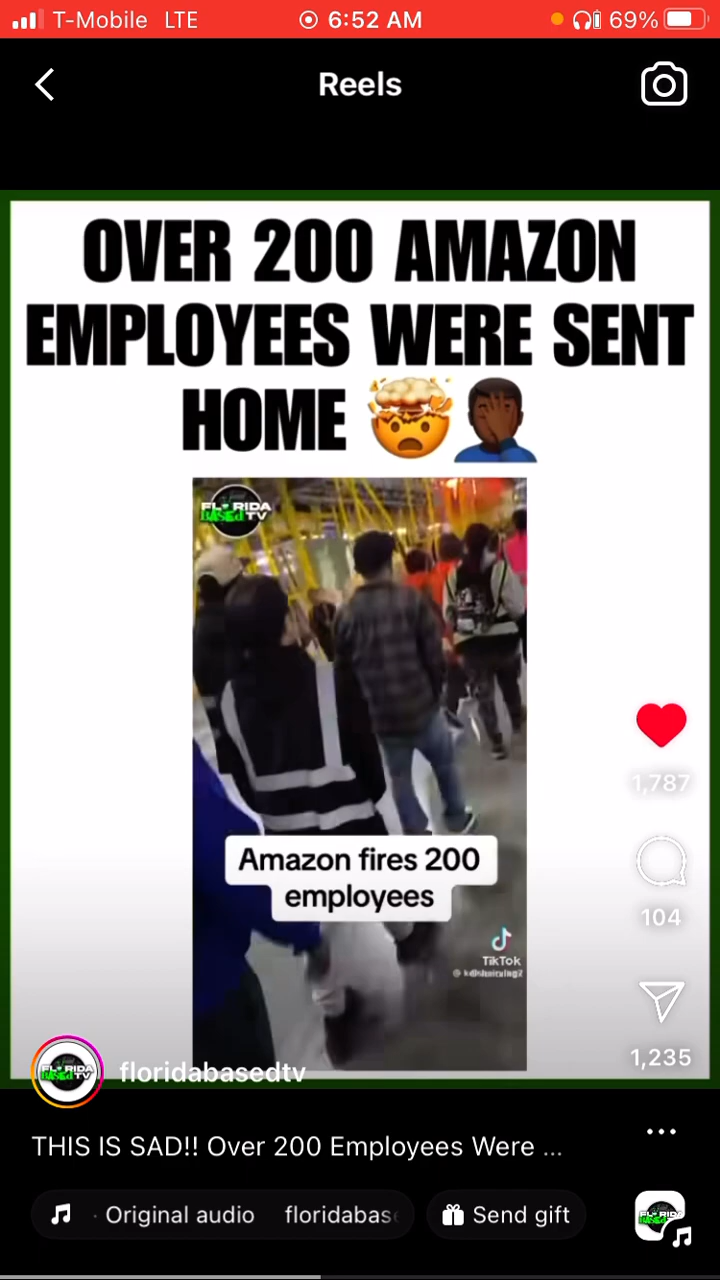 T-Mobile LTE 6:52 AM 69%
Reels
OVER 200 AMAZON
EMPLOYEES WERE SENT
HOME
FLORIDA
BASED TV
Amazon fires 200
employees
TikTok
1,787
104
1,235
floridabasedtv
THIS IS SAD!! Over 200 Employees Were ...
· Original audio floridabas
Send gift